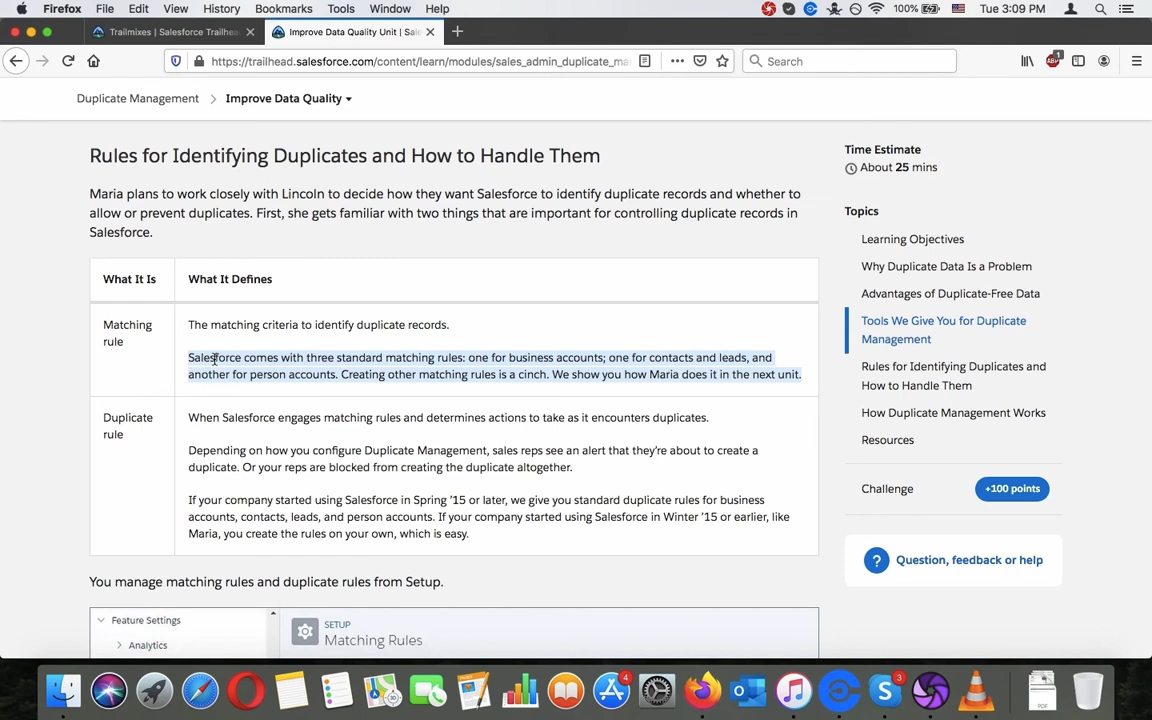 Firefox File Edit View History Bookmarks Tools Window Help 100% Tue 3:09 PM
Trailmixes | Salesforce Trailhea
Improve Data Quality Unit | Sal
https://trailhead.salesforce.com/content/learn/modules/sales_admin_duplicate_ma
Search
1
ABP
Duplicate Management > Improve Data Quality
Rules for Identifying Duplicates and How to Handle Them
Maria plans to work closely with Lincoln to decide how they want Salesforce to identify duplicate records and whether to
allow or prevent duplicates. First, she gets familiar with two things that are important for controlling duplicate records in
Salesforce.
What It Is
What It Defines
Matching
rule
The matching criteria to identify duplicate records.
Salesforce comes with three standard matching rules: one for business accounts; one for contacts and leads, and
another for person accounts. Creating other matching rules is a cinch. We show you how Maria does it in the next unit.
Duplicate
rule
When Salesforce engages matching rules and determines actions to take as it encounters duplicates.
Depending on how you configure Duplicate Management, sales reps see an alert that they're about to create a
duplicate. Or your reps are blocked from creating the duplicate altogether.
If your company started using Salesforce in Spring '15 or later, we give you standard duplicate rules for business
accounts, contacts, leads, and person accounts. If your company started using Salesforce in Winter '15 or earlier, like
Maria, you create the rules on your own, which is easy.
You manage matching rules and duplicate rules from Setup.
Feature Settings
Analytics
SETUP
Matching Rules
Time Estimate
About 25 mins
Topics
Learning Objectives
Why Duplicate Data Is a Problem
Advantages of Duplicate-Free Data
Tools We Give You for Duplicate
Management
Rules for Identifying Duplicates and
How to Handle Them
How Duplicate Management Works
Resources
Challenge
+100 points
? Question, feedback or help
4
3
PDF